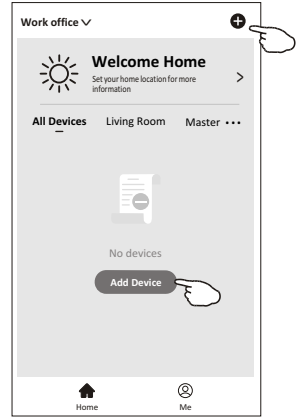 Work office
Welcome Home
Set your home location for more
information
All Devices Living Room Master
No devices
Add Device
Home Me